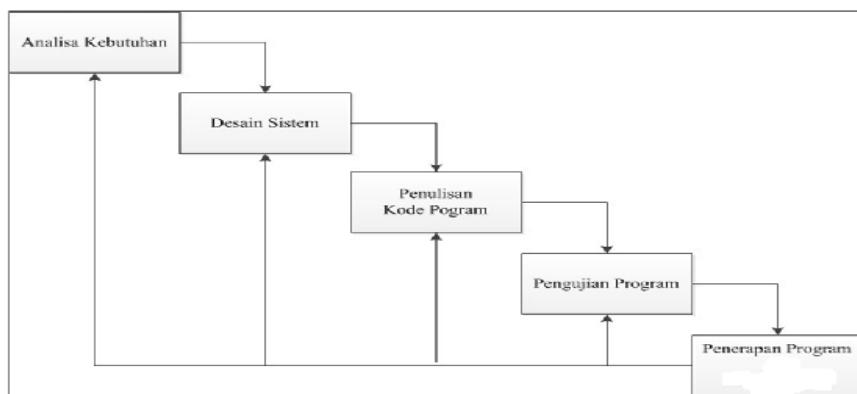 Analisa Kebutuhan
Desain Sistem
Penulisan
Kode Pogram
Pengujian Program
Penerapan Program